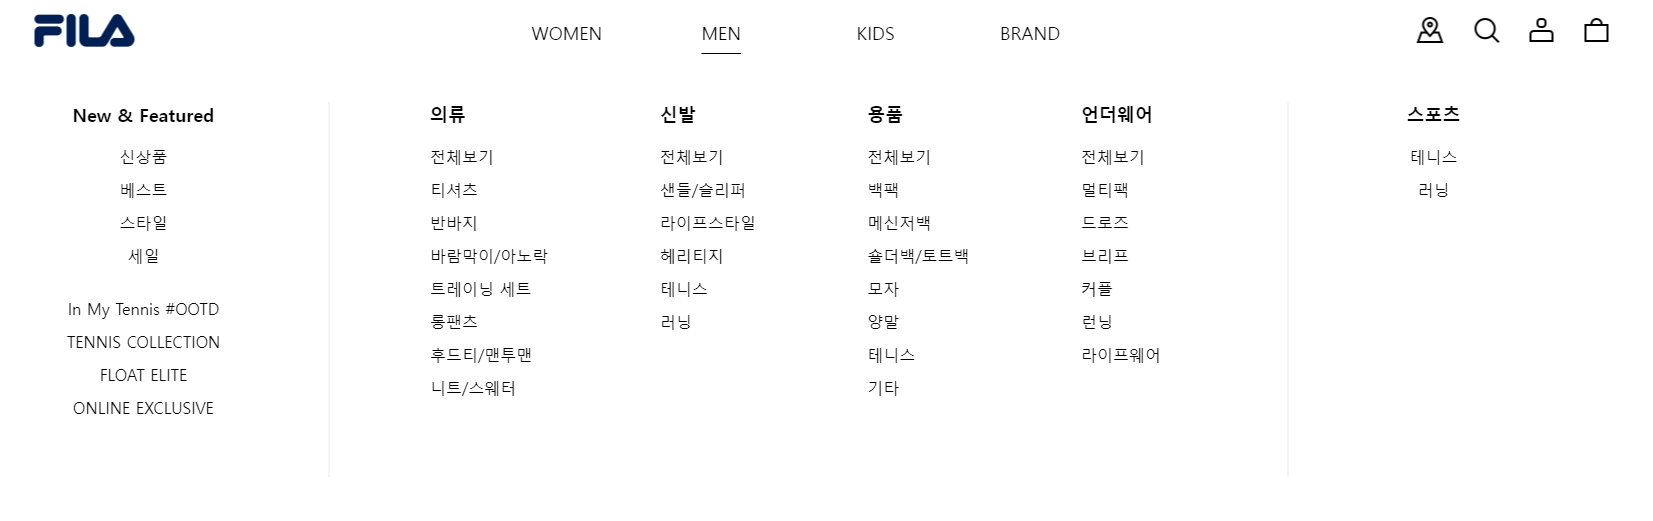 FILA
WOMEN
MEN
KIDS
BRAND
New & Featured
신상품
베스트
스타일
세일
In My Tennis #OOTD
TENNIS COLLECTION
FLOAT ELITE
ONLINE EXCLUSIVE
의류
전체보기
티셔츠
반바지
바람막이/아노락
트레이닝 세트
롱팬츠
후드티/맨투맨
니트/스웨터
신발
전체보기
샌들/슬리퍼
라이프스타일
헤리티지
테니스
러닝
용품
전체보기
백팩
메신저백
숄더백/토트백
모자
양말
테니스
기타
언더웨어
전체보기
멀티팩
드로즈
브리프
커플
런닝
라이프웨어
스포츠
테니스
러닝